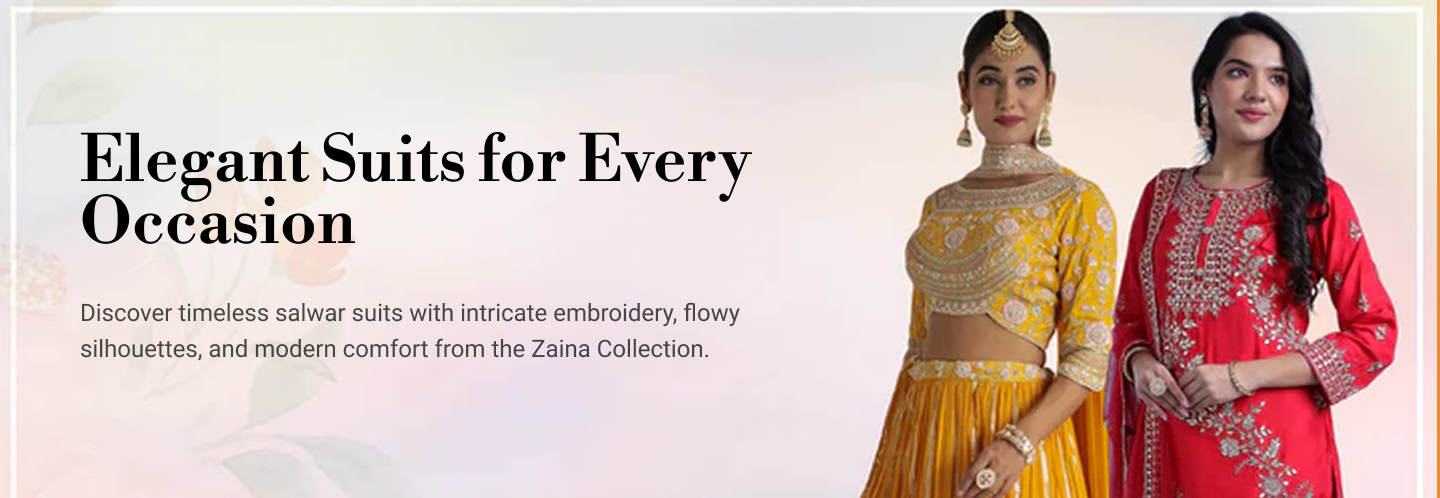 Elegant Suits for Every
Occasion
Discover timeless salwar suits with intricate embroidery, flowy
silhouettes, and modern comfort from the Zaina Collection.